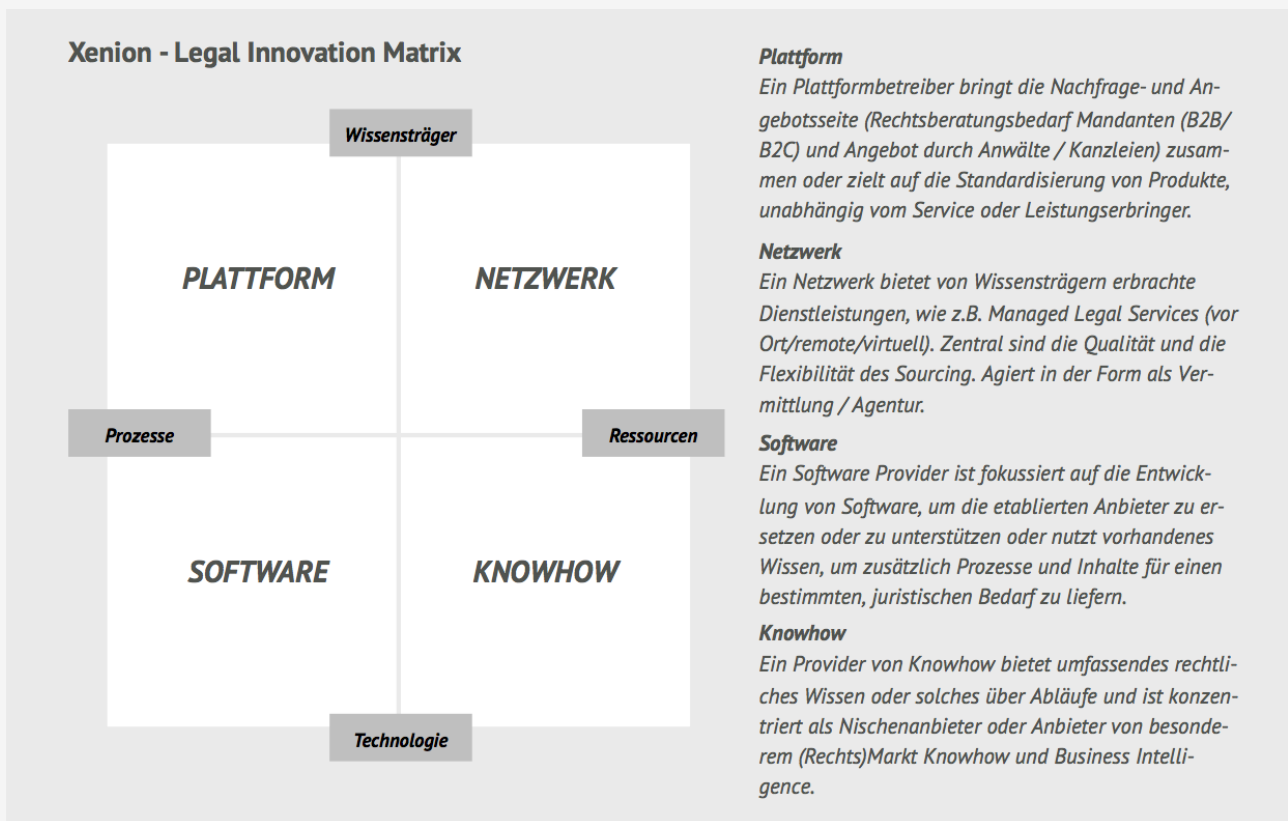 Xenion - Legal Innovation Matrix
Wissensträger
PLATTFORM
NETZWERK
Prozesse
Ressourcen
SOFTWARE
KNOWHOW
Technologie
Plattform
Ein Plattformbetreiber bringt die Nachfrage- und An-
gebotsseite (Rechtsberatungsbedarf Mandanten (B2B/
B2C) und Angebot durch Anwälte / Kanzleien) zusam-
men oder zielt auf die Standardisierung von Produkte,
unabhängig vom Service oder Leistungserbringer.
Netzwerk
Ein Netzwerk bietet von Wissensträgern erbrachte
Dienstleistungen, wie z.B. Managed Legal Services (vor
Ort/remote/virtuell). Zentral sind die Qualität und die
Flexibilität des Sourcing. Agiert in der Form als Ver-
mittlung / Agentur.
Software
Ein Software Provider ist fokussiert auf die Entwick-
lung von Software, um die etablierten Anbieter zu er-
setzen oder zu unterstützen oder nutzt vorhandenes
Wissen, um zusätzlich Prozesse und Inhalte für einen
bestimmten, juristischen Bedarf zu liefern.
Knowhow
Ein Provider von Knowhow bietet umfassendes rechtli-
ches Wissen oder solches über Abläufe und ist konzen-
triert als Nischenanbieter oder Anbieter von besonde-
rem (Rechts)Markt Knowhow und Business Intelli-
gence.